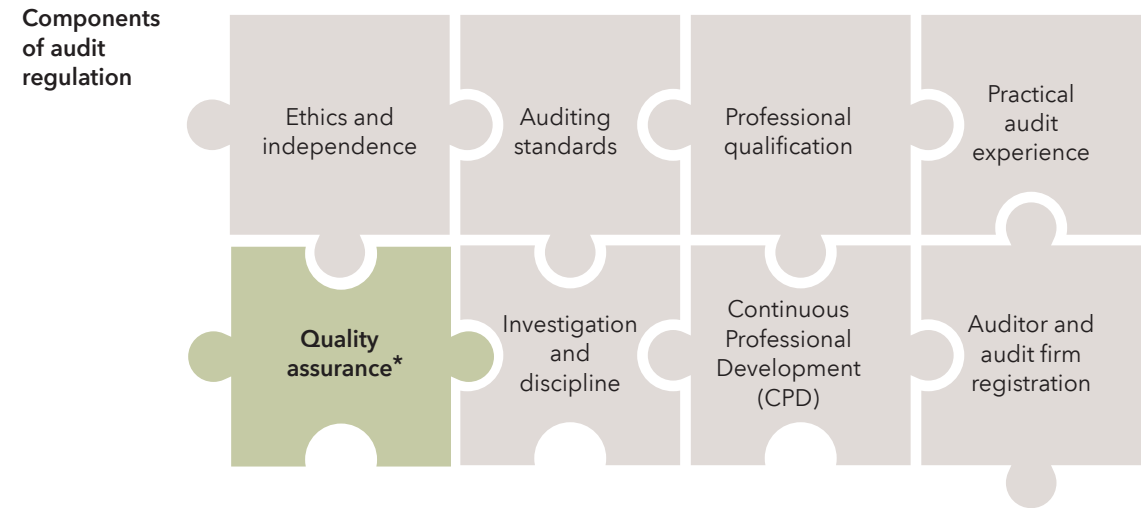 Components
of audit
regulation
Ethics and
independence
Auditing
standards
Professional
qualification
Practical
audit
experience
Quality
assurance*
Investigation
and
discipline
Continuous
Professional
Development
(CPD)
Auditor and
audit firm
registration